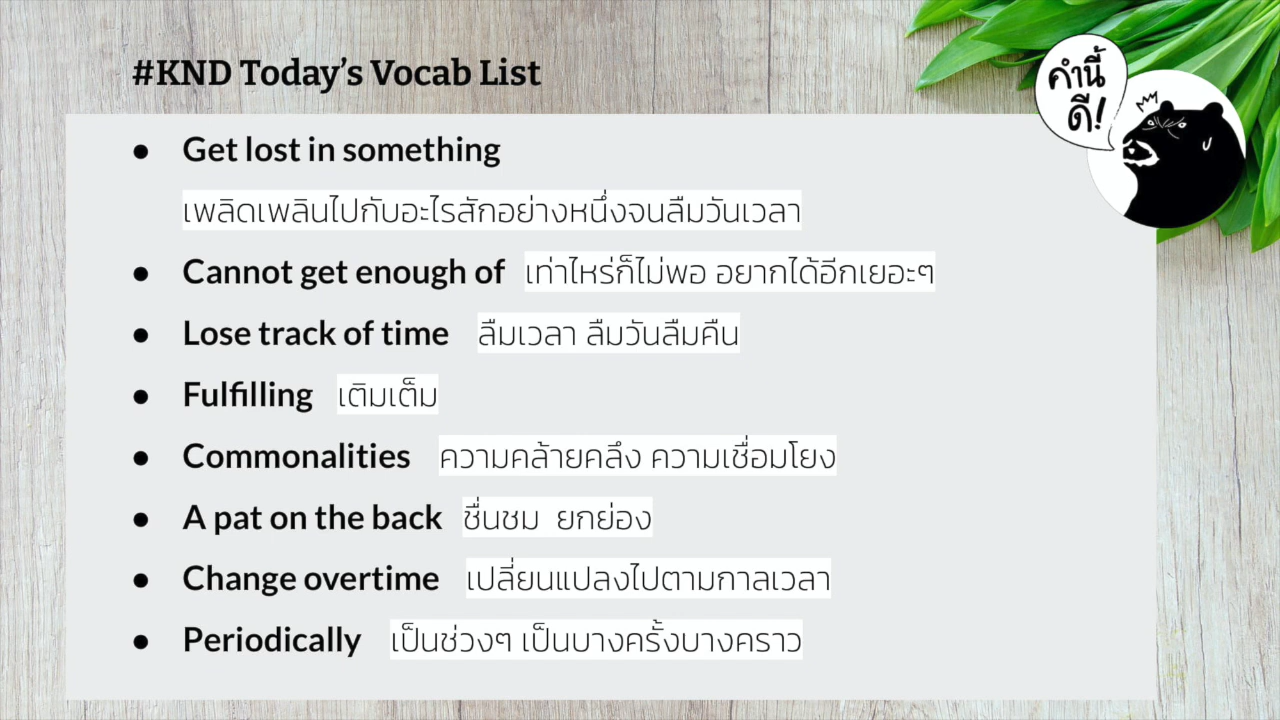 #KND Today's Vocab List
คำนี้
ดี!
● Get lost in something
เพลิดเพลินไปกับอะไรสักอย่างหนึ่งจนลืมวันเวลา
● Cannot get enough of เท่าไหร่ก็ไม่พอ อยากได้อีกเยอะๆ
● Lose track of time ลืมเวลา ลืมวันลืมคืน
● Fulfilling เติมเต็ม
● Commonalities ความคล้ายคลึง ความเชื่อมโยง
● A pat on the back ชื่นชม ยกย่อง
● Change overtime เปลี่ยนแปลงไปตามกาลเวลา
● Periodically เป็นช่วงๆ เป็นบางครั้งบางคราว